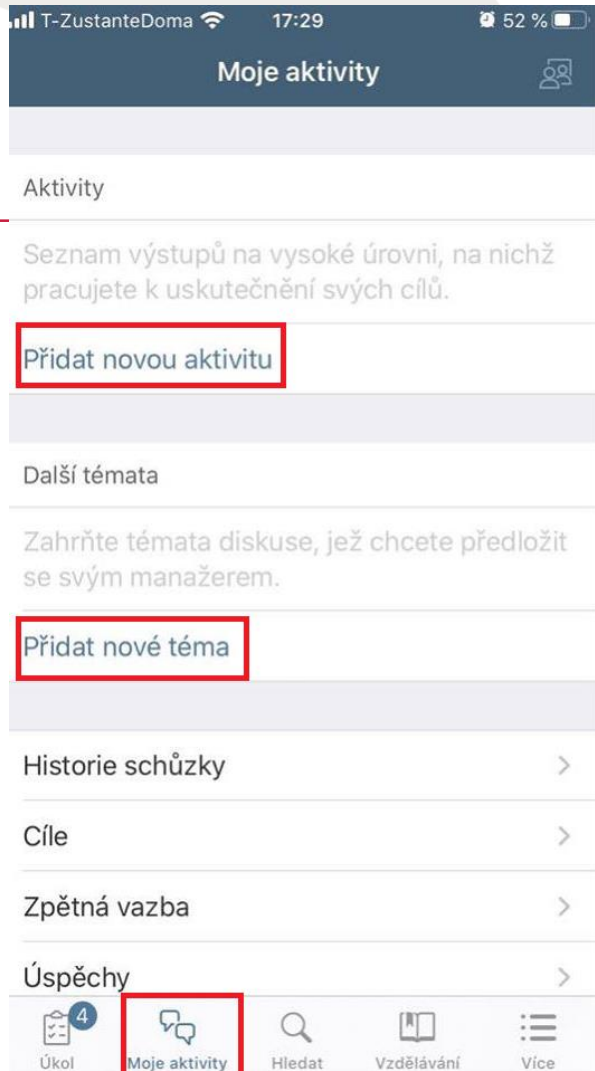 T-ZustanteDoma 17:29 52 %
Moje aktivity
Aktivity
Seznam výstupů na vysoké úrovni, na nichž
pracujete k uskutečnění svých cílů.
Přidat novou aktivitu
Další témata
Zahrňte témata diskuse, jež chcete předložit
se svým manažerem.
Přidat nové téma
Historie schůzky
Cíle
Zpětná vazba
Úspěchy
4
Úkol Moje aktivity Hledat Vzdělávání Více